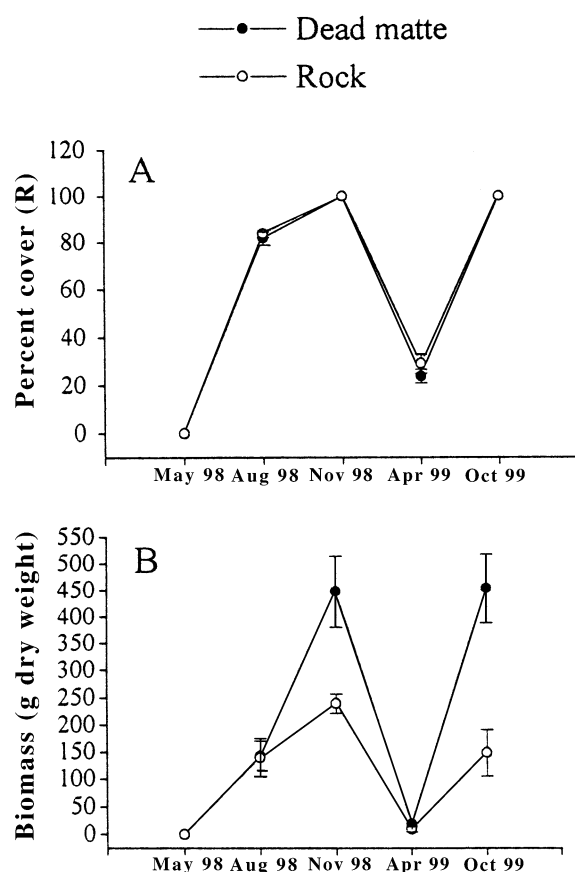 Dead matte
Rock
A
Percent cover (R)
120
100
80
60
40
20
0
May 98 Aug 98 Nov 98 Apr 99 Oct 99
B
Biomass (g dry weight)
550
500
450
400
350
300
250
200
150
100
50
0
May 98 Aug 98 Nov 98 Apr 99 Oct 99